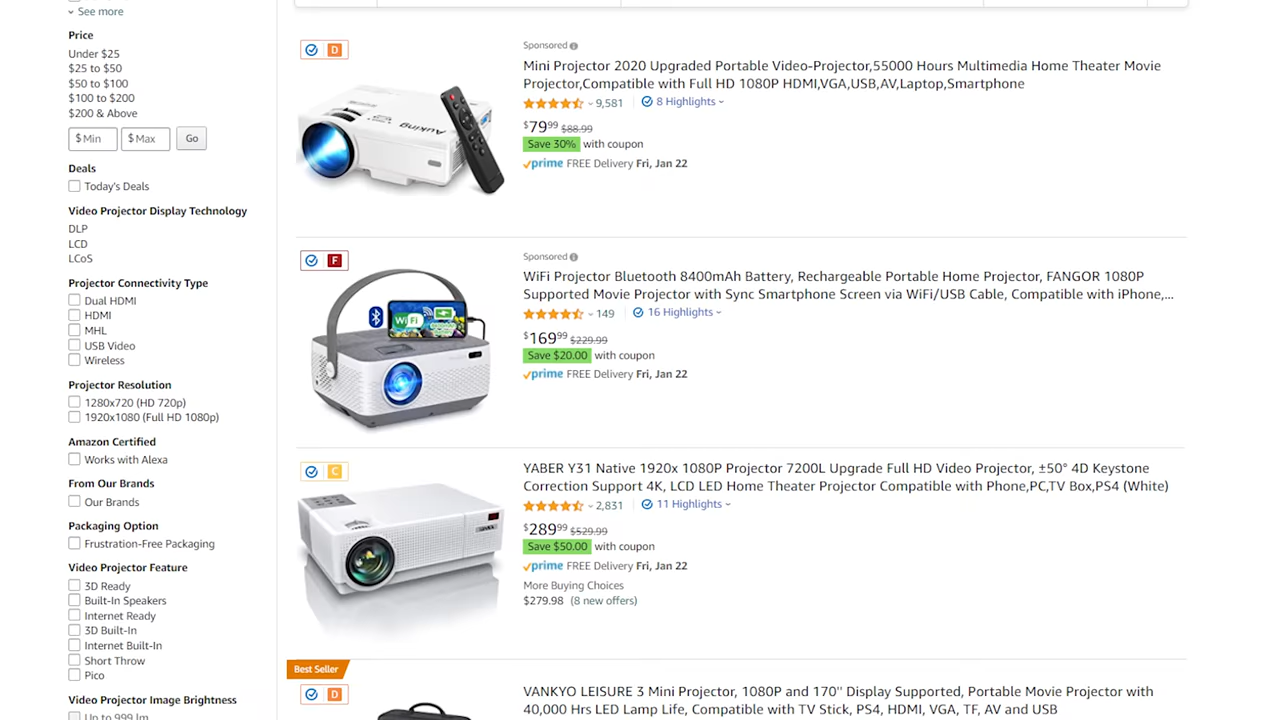 See more
Price
Under $25
$25 to $50
$50 to $100
$100 to $200
$200 & Above
$ Min $ Max Go
Deals
Today's Deals
Video Projector Display Technology
DLP
LCD
LCoS
Projector Connectivity Type
Dual HDMI
HDMI
MHL
USB Video
Wireless
Projector Resolution
1280x720 (HD 720p)
1920x1080 (Full HD 1080p)
Amazon Certified
Works with Alexa
From Our Brands
Our Brands
Packaging Option
Frustration-Free Packaging
Video Projector Feature
3D Ready
Built-In Speakers
Internet Ready
3D Built-In
Internet Built-In
Short Throw
Pico
Video Projector Image Brightness
Up to 999 lm
D
Auking
Sponsored
Mini Projector 2020 Upgraded Portable Video-Projector,55000 Hours Multimedia Home Theater Movie
Projector,Compatible with Full HD 1080P HDMI,VGA,USB,AV,Laptop,Smartphone
9,581 8 Highlights
$79.99 $88.99
Save 30% with coupon
prime FREE Delivery Fri, Jan 22
F
WiFi
Sponsored
WiFi Projector Bluetooth 8400mAh Battery, Rechargeable Portable Home Projector, FANGOR 1080P
Supported Movie Projector with Sync Smartphone Screen via WiFi/USB Cable, Compatible with iPhone,...
149 16 Highlights
$169.99 $229.99
Save $20.00 with coupon
prime FREE Delivery Fri, Jan 22
C
YABER Y31 Native 1920x 1080P Projector 7200L Upgrade Full HD Video Projector, ±50° 4D Keystone
Correction Support 4K, LCD LED Home Theater Projector Compatible with Phone,PC,TV Box,PS4 (White)
2,831 11 Highlights
$289.99 $529.99
Save $50.00 with coupon
prime FREE Delivery Fri, Jan 22
More Buying Choices
$279.98 (8 new offers)
Best Seller
D
VANKYO LEISURE 3 Mini Projector, 1080P and 170'' Display Supported, Portable Movie Projector with
40,000 Hrs LED Lamp Life, Compatible with TV Stick, PS4, HDMI, VGA, TF, AV and USB